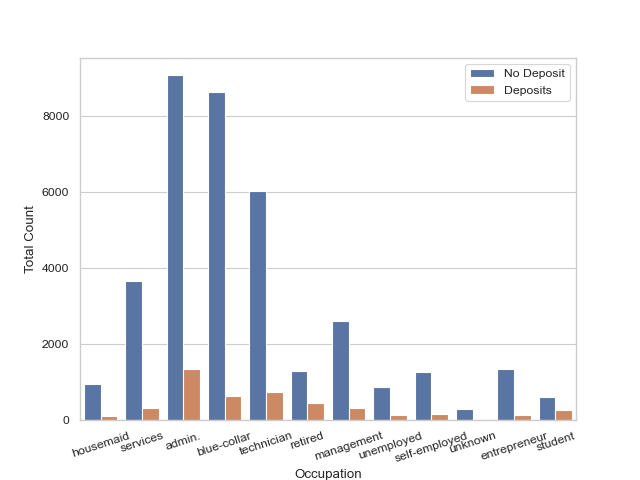 No Deposit
Deposits
8000
6000
4000
2000
0
Total Count
housemaid
services
admin.
blue-collar
technician
retired
management
unemployed
self-employed
unknown
entrepreneur
student
Occupation